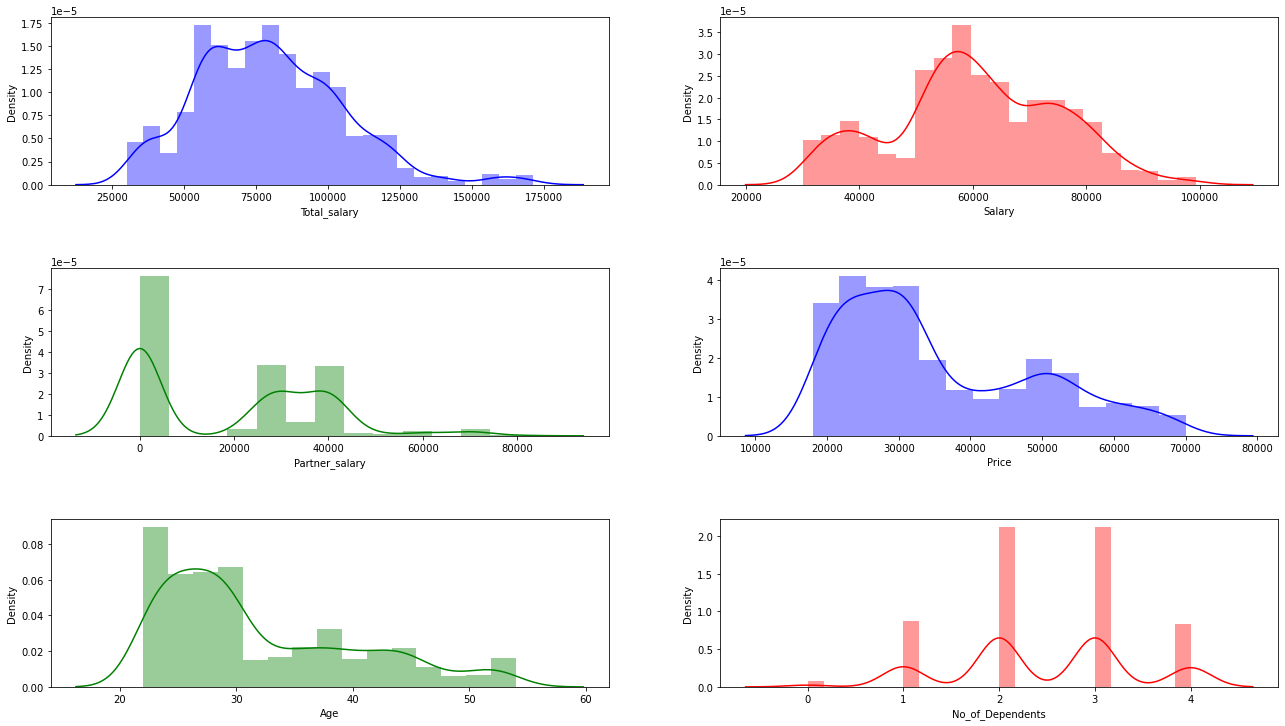 1e−5
1.75
1.50
1.25
1.00
0.75
0.50
0.25
0.00
Density
25000 50000 75000 100000 125000 150000 175000
Total_salary
1e−5
3.5
3.0
2.5
2.0
1.5
1.0
0.5
0.0
Density
20000 40000 60000 80000 100000
Salary
1e−5
7
6
5
4
3
2
1
0
Density
0 20000 40000 60000 80000
Partner_salary
1e−5
4
3
2
1
0
Density
10000 20000 30000 40000 50000 60000 70000 80000
Price
0.08
0.06
0.04
0.02
0.00
Density
20 30 40 50 60
Age
2.0
1.5
1.0
0.5
0.0
Density
0 1 2 3 4
No_of_Dependents